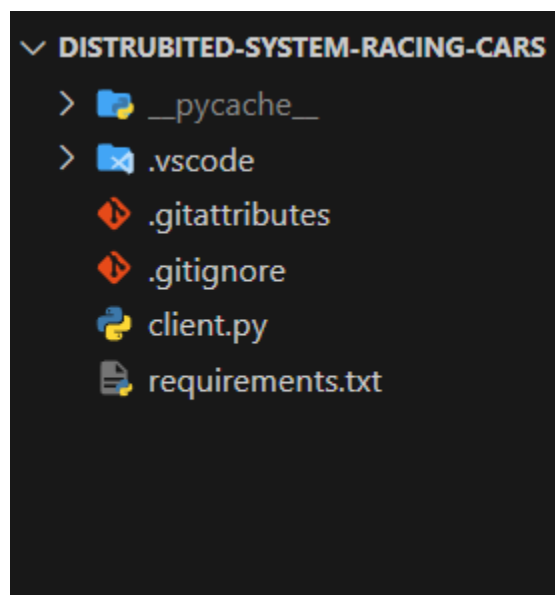 DISTRUBITED-SYSTEM-RACING-CARS
__pycache__
.vscode
.gitattributes
.gitignore
client.py
requirements.txt